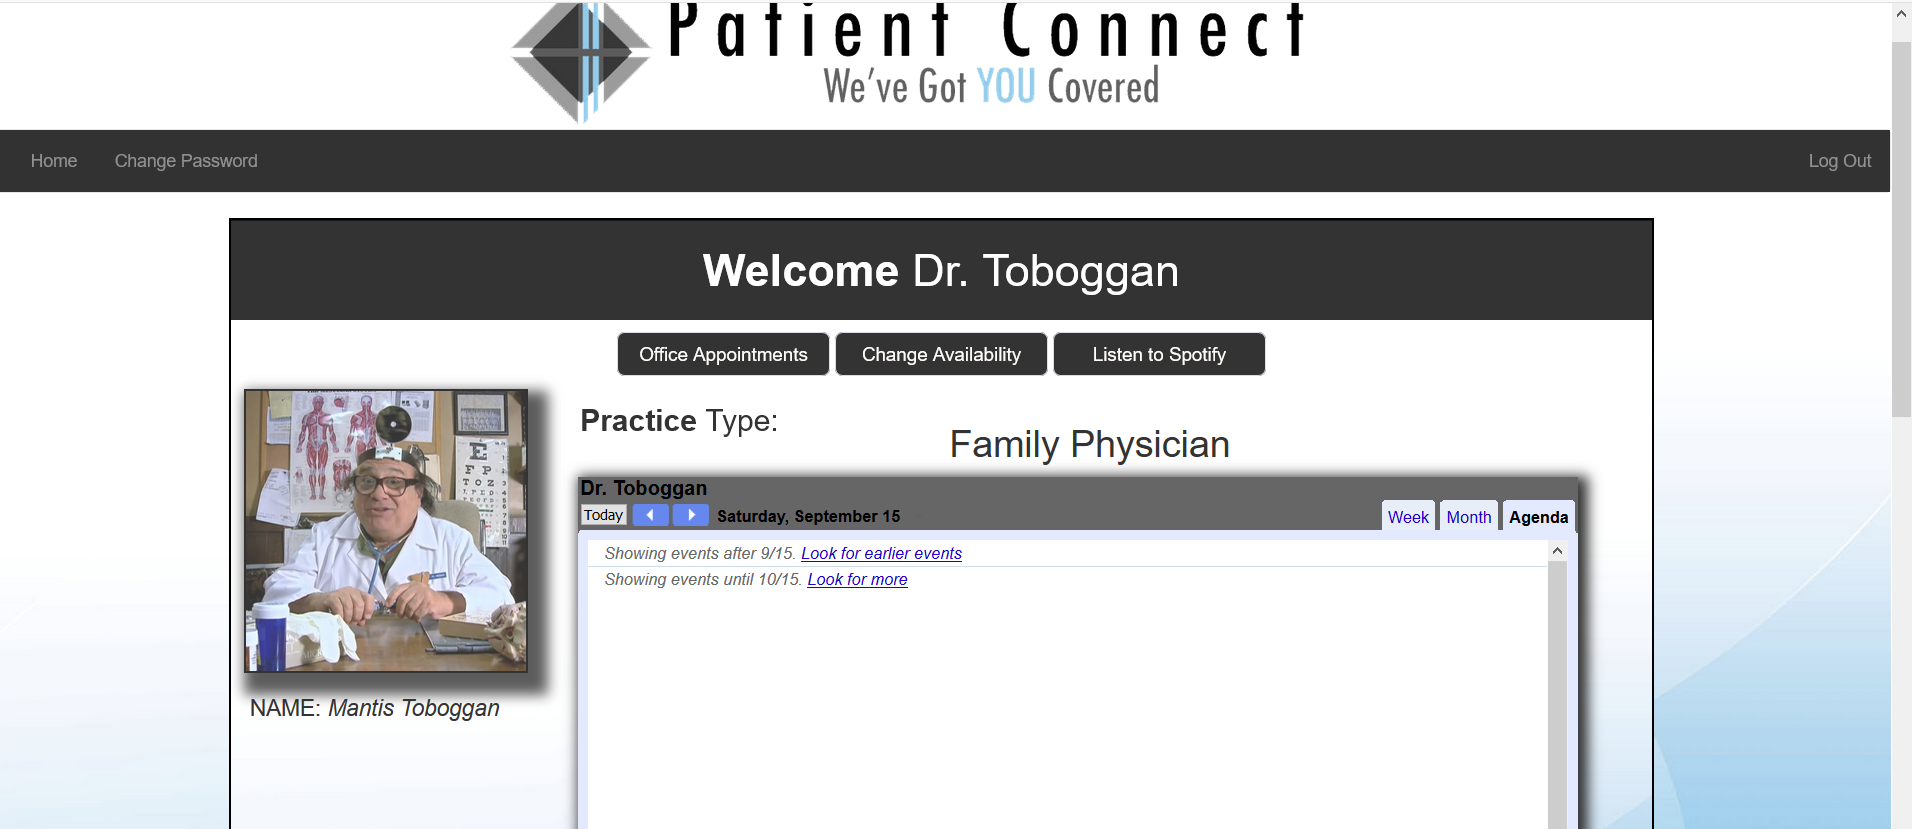 Patient Connect
We've Got YOU Covered
Home
Change Password
Log Out
Welcome Dr. Toboggan
Office Appointments
Change Availability
Listen to Spotify
Practice Type:
Family Physician
Dr. Toboggan
Today
Saturday, September 15
Week
Month
Agenda
Showing events after 9/15. Look for earlier events
Showing events until 10/15. Look for more
E
F P
T O Z
NAME: Mantis Toboggan